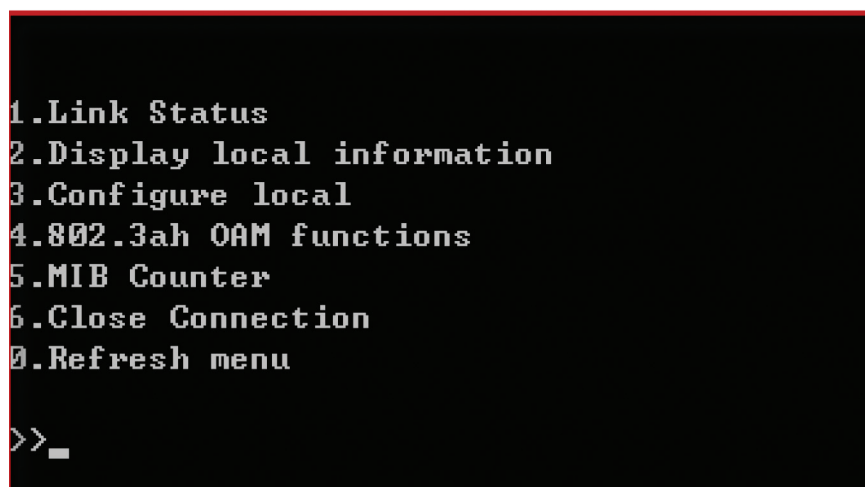 1.Link Status
2.Display local information
3.Configure local
4.802.3ah OAM functions
5.MIB Counter
6.Close Connection
0.Refresh menu
>>_